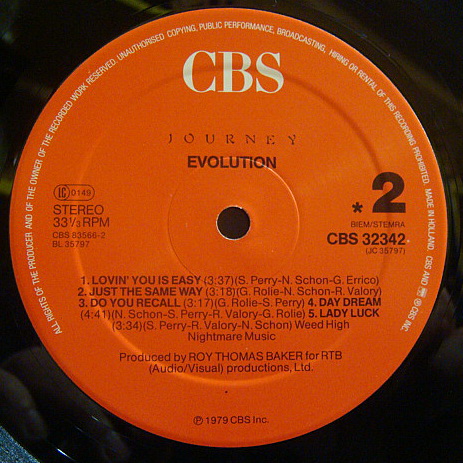 ALL RIGHTS OF THE PRODUCER AND OF THE OWNER OF THE RECORDED WORK RESERVED. UNAUTHORISED COPYING, PUBLIC PERFORMANCE, BROADCASTING, HIRING OR RENTAL OF THIS RECORDING PROHIBITED. MADE IN HOLLAND. CBS AND ® CBS INC.
CBS
JOURNEY
EVOLUTION
IC 0149
STEREO
33⅓ RPM
CBS 83566-2
BL 35797
* 2
BIEM/STEMRA
CBS 32342
(JC 35797)
1. LOVIN' YOU IS EASY (3:37)(S. Perry-N. Schon-G. Errico)
2. JUST THE SAME WAY (3:18)(G. Rolie-N. Schon-R. Valory)
3. DO YOU RECALL (3:17)(G. Rolie-S. Perry) 4. DAY DREAM
(4:41)(N. Schon-S. Perry-R. Valory-G. Rolie) 5. LADY LUCK
(3:34)(S. Perry-R. Valory-N. Schon) Weed High
Nightmare Music
Produced by ROY THOMAS BAKER for RTB
(Audio/Visual) productions, Ltd.
℗ 1979 CBS Inc.